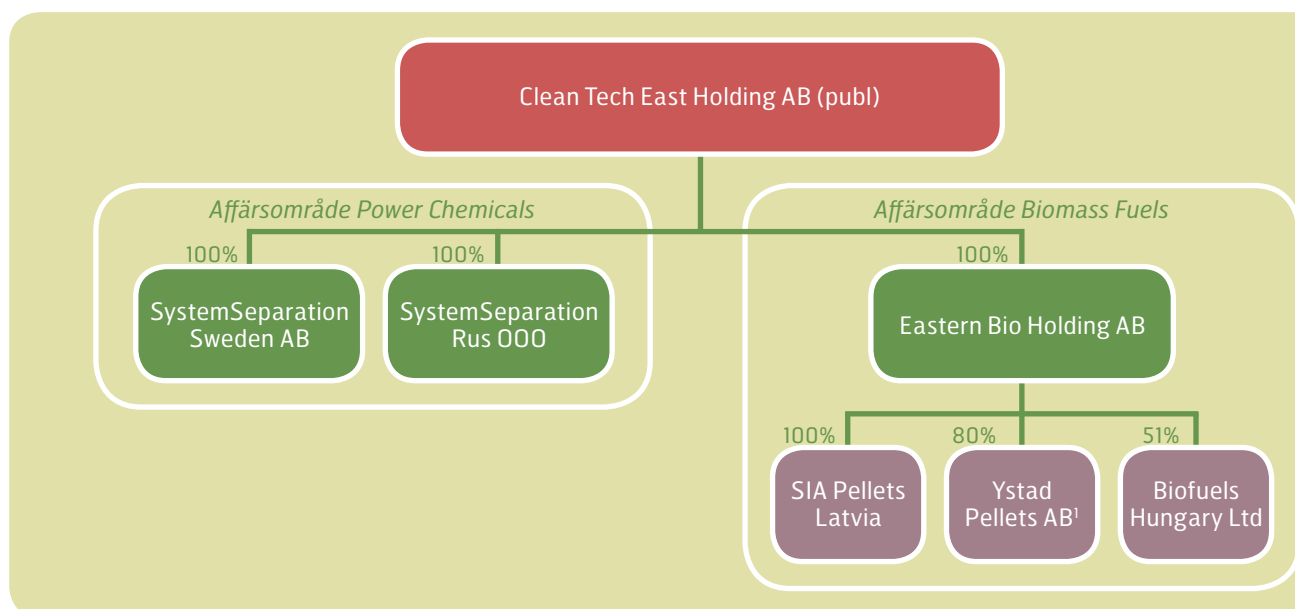 Clean Tech East Holding AB (publ)
Affärsområde Power Chemicals
Affärsområde Biomass Fuels
100%
100%
100%
SystemSeparation
Sweden AB
SystemSeparation
Rus OOO
Eastern Bio Holding AB
100%
80%
51%
SIA Pellets
Latvia
Ystad
Pellets AB¹
Biofuels
Hungary Ltd